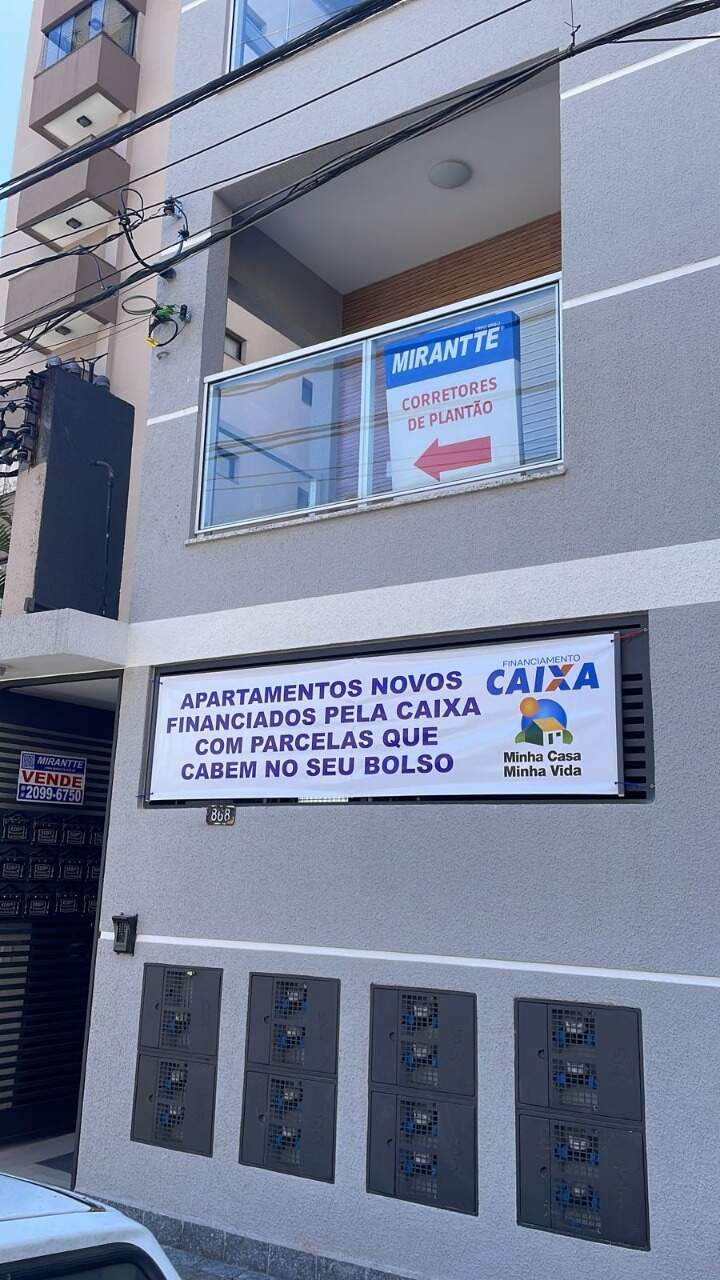 MIRANTTE
CORRETORES
DE PLANTÃO
APARTAMENTOS NOVOS
FINANCIADOS PELA CAIXA
COM PARCELAS QUE
CABEM NO SEU BOLSO
FINANCIAMENTO
CAIXA
Minha Casa
Minha Vida
MIRANTTE
VENDE
2099-6750
868